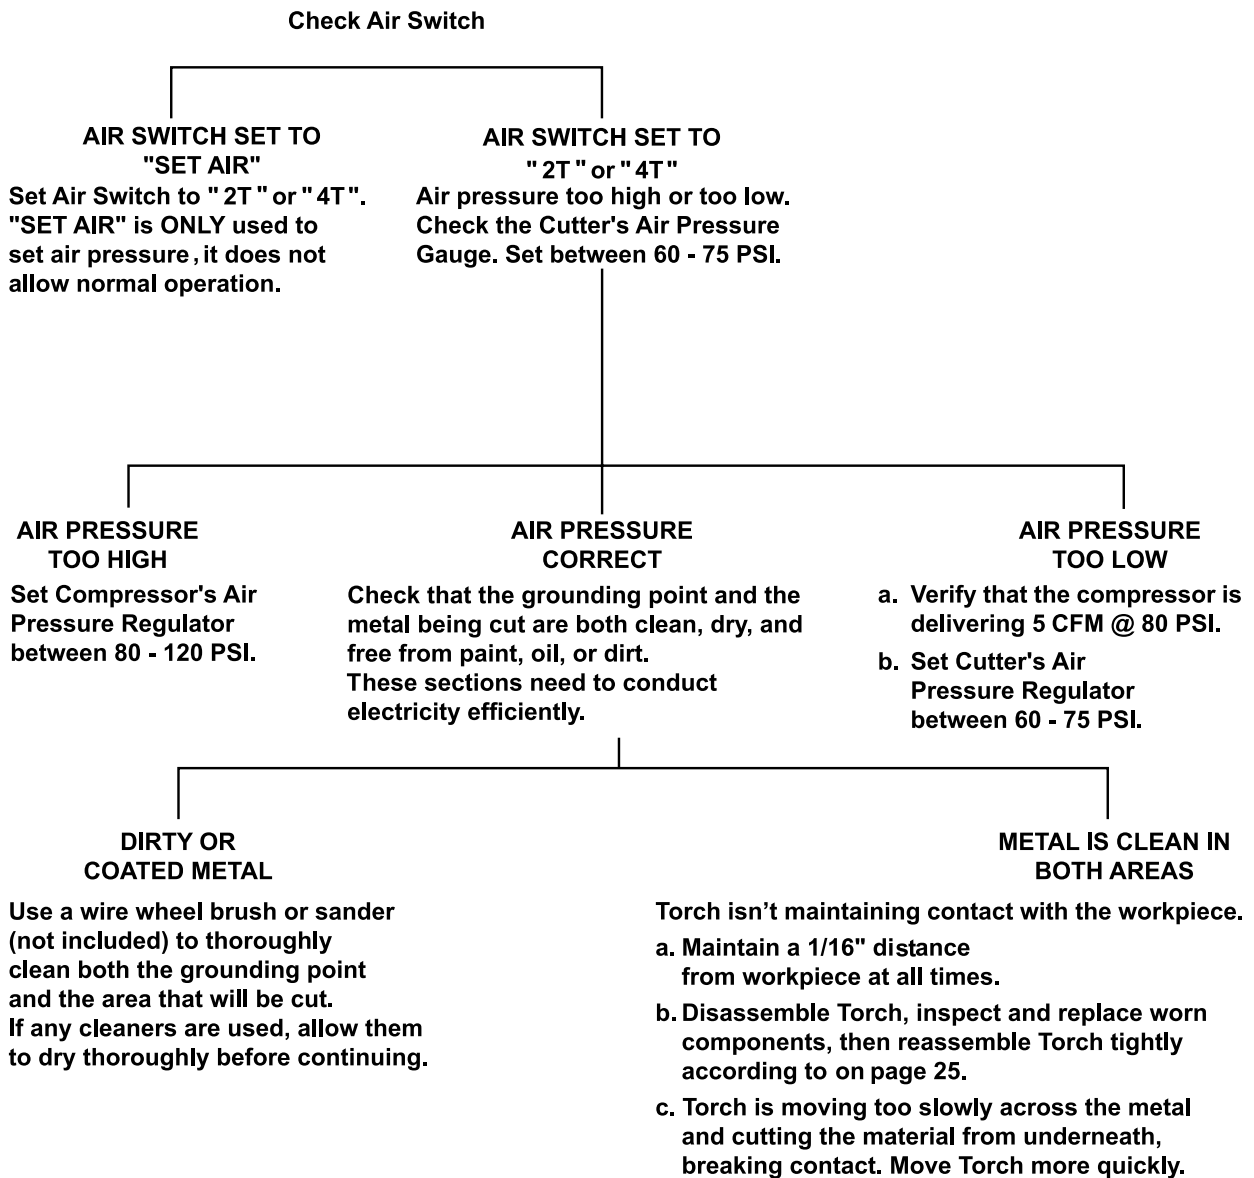 Check Air Switch
AIR SWITCH SET TO
"SET AIR"
Set Air Switch to "2T" or "4T".
"SET AIR" is ONLY used to
set air pressure, it does not
allow normal operation.
AIR SWITCH SET TO
"2T" or "4T"
Air pressure too high or too low.
Check the Cutter's Air Pressure
Gauge. Set between 60 - 75 PSI.
AIR PRESSURE
TOO HIGH
Set Compressor's Air
Pressure Regulator
between 80 - 120 PSI.
AIR PRESSURE
CORRECT
Check that the grounding point and the
metal being cut are both clean, dry, and
free from paint, oil, or dirt.
These sections need to conduct
electricity efficiently.
AIR PRESSURE
TOO LOW
a. Verify that the compressor is
delivering 5 CFM @ 80 PSI.
b. Set Cutter's Air
Pressure Regulator
between 60 - 75 PSI.
DIRTY OR
COATED METAL
Use a wire wheel brush or sander
(not included) to thoroughly
clean both the grounding point
and the area that will be cut.
If any cleaners are used, allow them
to dry thoroughly before continuing.
METAL IS CLEAN IN
BOTH AREAS
Torch isn’t maintaining contact with the workpiece.
a. Maintain a 1/16" distance
from workpiece at all times.
b. Disassemble Torch, inspect and replace worn
components, then reassemble Torch tightly
according to on page 25.
c. Torch is moving too slowly across the metal
and cutting the material from underneath,
breaking contact. Move Torch more quickly.